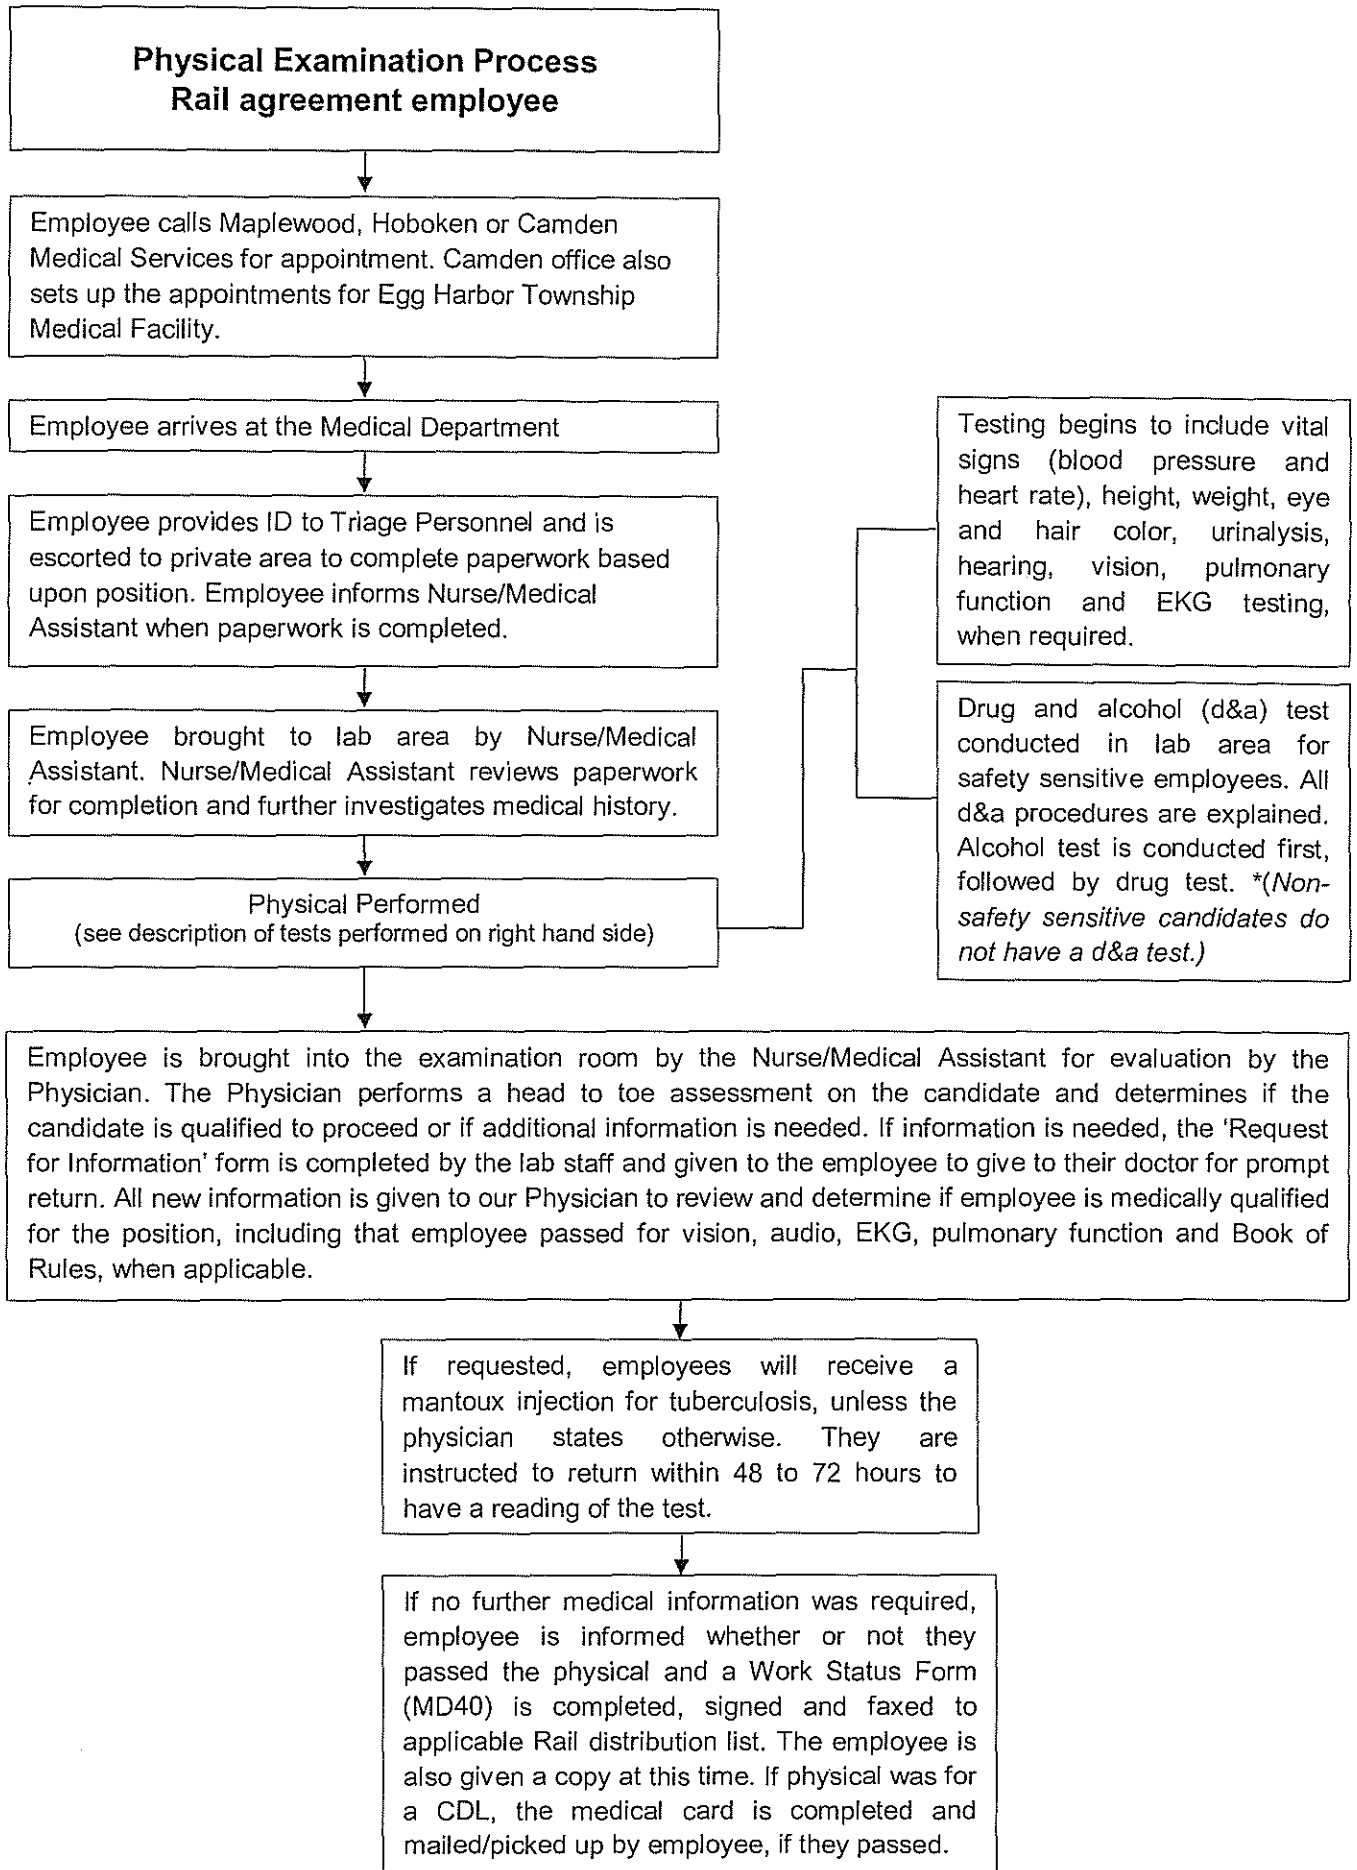 Physical Examination Process
Rail agreement employee
Employee calls Maplewood, Hoboken or Camden
Medical Services for appointment. Camden office also
sets up the appointments for Egg Harbor Township
Medical Facility.
Employee arrives at the Medical Department
Employee provides ID to Triage Personnel and is
escorted to private area to complete paperwork based
upon position. Employee informs Nurse/Medical
Assistant when paperwork is completed.
Employee brought to lab area by Nurse/Medical
Assistant. Nurse/Medical Assistant reviews paperwork
for completion and further investigates medical history.
Physical Performed
(see description of tests performed on right hand side)
Testing begins to include vital
signs (blood pressure and
heart rate), height, weight, eye
and hair color, urinalysis,
hearing, vision, pulmonary
function and EKG testing,
when required.
Drug and alcohol (d&a) test
conducted in lab area for
safety sensitive employees. All
d&a procedures are explained.
Alcohol test is conducted first,
followed by drug test. *(Non-
safety sensitive candidates do
not have a d&a test.)
Employee is brought into the examination room by the Nurse/Medical Assistant for evaluation by the
Physician. The Physician performs a head to toe assessment on the candidate and determines if the
candidate is qualified to proceed or if additional information is needed. If information is needed, the 'Request
for Information' form is completed by the lab staff and given to the employee to give to their doctor for prompt
return. All new information is given to our Physician to review and determine if employee is medically qualified
for the position, including that employee passed for vision, audio, EKG, pulmonary function and Book of
Rules, when applicable.
If requested, employees will receive a
mantoux injection for tuberculosis, unless the
physician states otherwise. They are
instructed to return within 48 to 72 hours to
have a reading of the test.
If no further medical information was required,
employee is informed whether or not they
passed the physical and a Work Status Form
(MD40) is completed, signed and faxed to
applicable Rail distribution list. The employee is
also given a copy at this time. If physical was for
a CDL, the medical card is completed and
mailed/picked up by employee, if they passed.